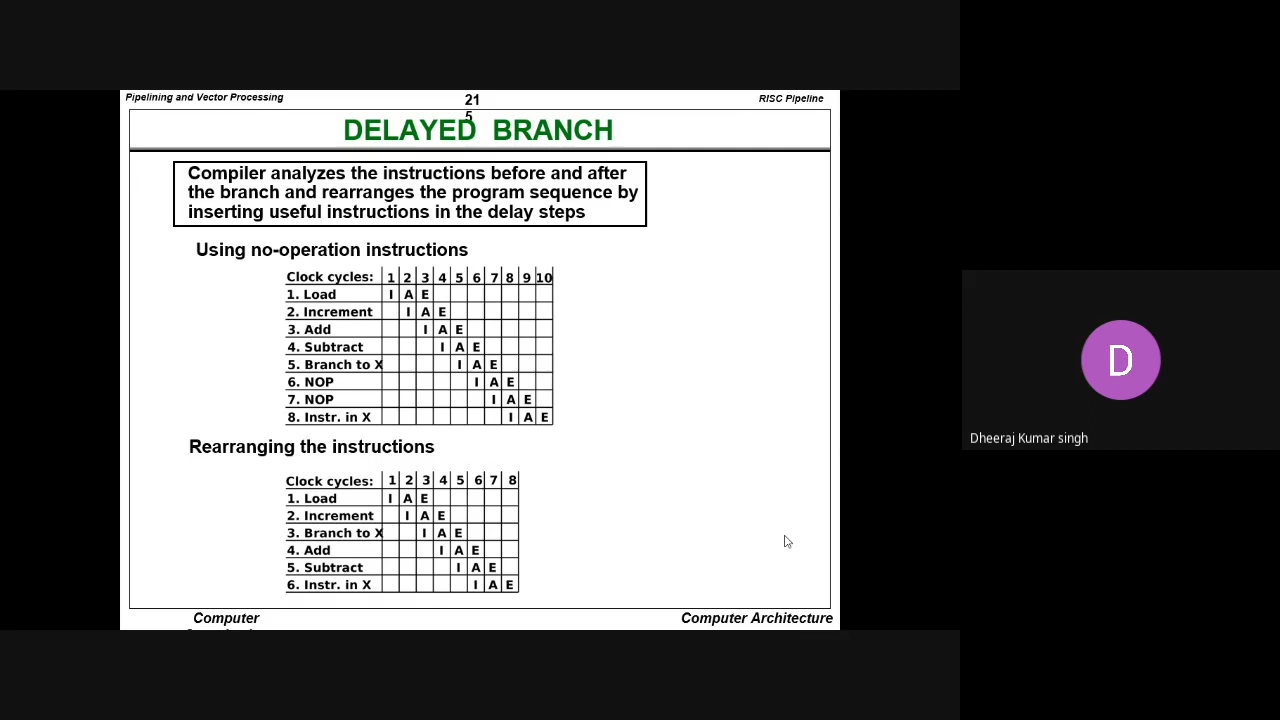 Pipelining and Vector Processing 21 RISC Pipeline
5
DELAYED BRANCH
Compiler analyzes the instructions before and after
the branch and rearranges the program sequence by
inserting useful instructions in the delay steps
Using no-operation instructions
Clock cycles: 1 2 3 4 5 6 7 8 9 10
1. Load I A E
2. Increment I A E
3. Add I A E
4. Subtract I A E
5. Branch to X I A E
6. NOP I A E
7. NOP I A E
8. Instr. in X I A E
Rearranging the instructions
Clock cycles: 1 2 3 4 5 6 7 8
1. Load I A E
2. Increment I A E
3. Branch to X I A E
4. Add I A E
5. Subtract I A E
6. Instr. in X I A E
Computer Computer Architecture
D
Dheeraj Kumar singh